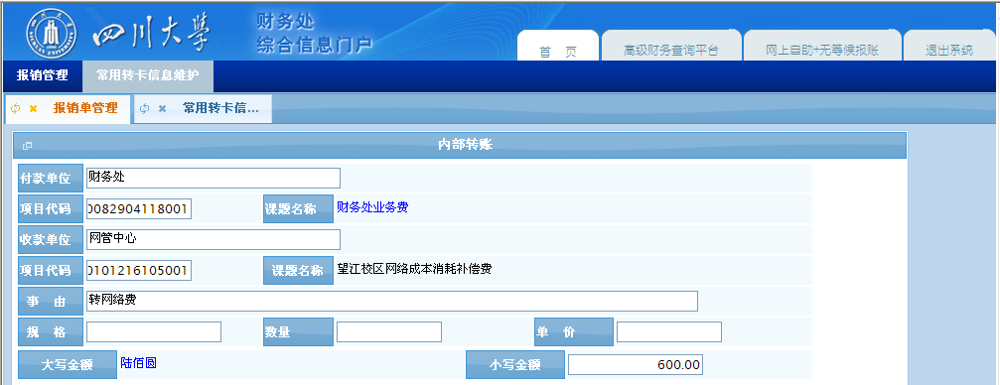 四川大学
财务处
综合信息门户
首 页 高级财务查询平台 网上自助+无等候报账 退出系统
报销管理 常用转卡信息维护
报销单管理 常用转卡信...
内部转账
付款单位 财务处
项目代码 0082904118001 课题名称 财务处业务费
收款单位 网管中心
项目代码 0101216105001 课题名称 望江校区网络成本消耗补偿费
事 由 转网络费
规 格 数量 单 价
大写金额 陆佰圆 小写金额 600.00